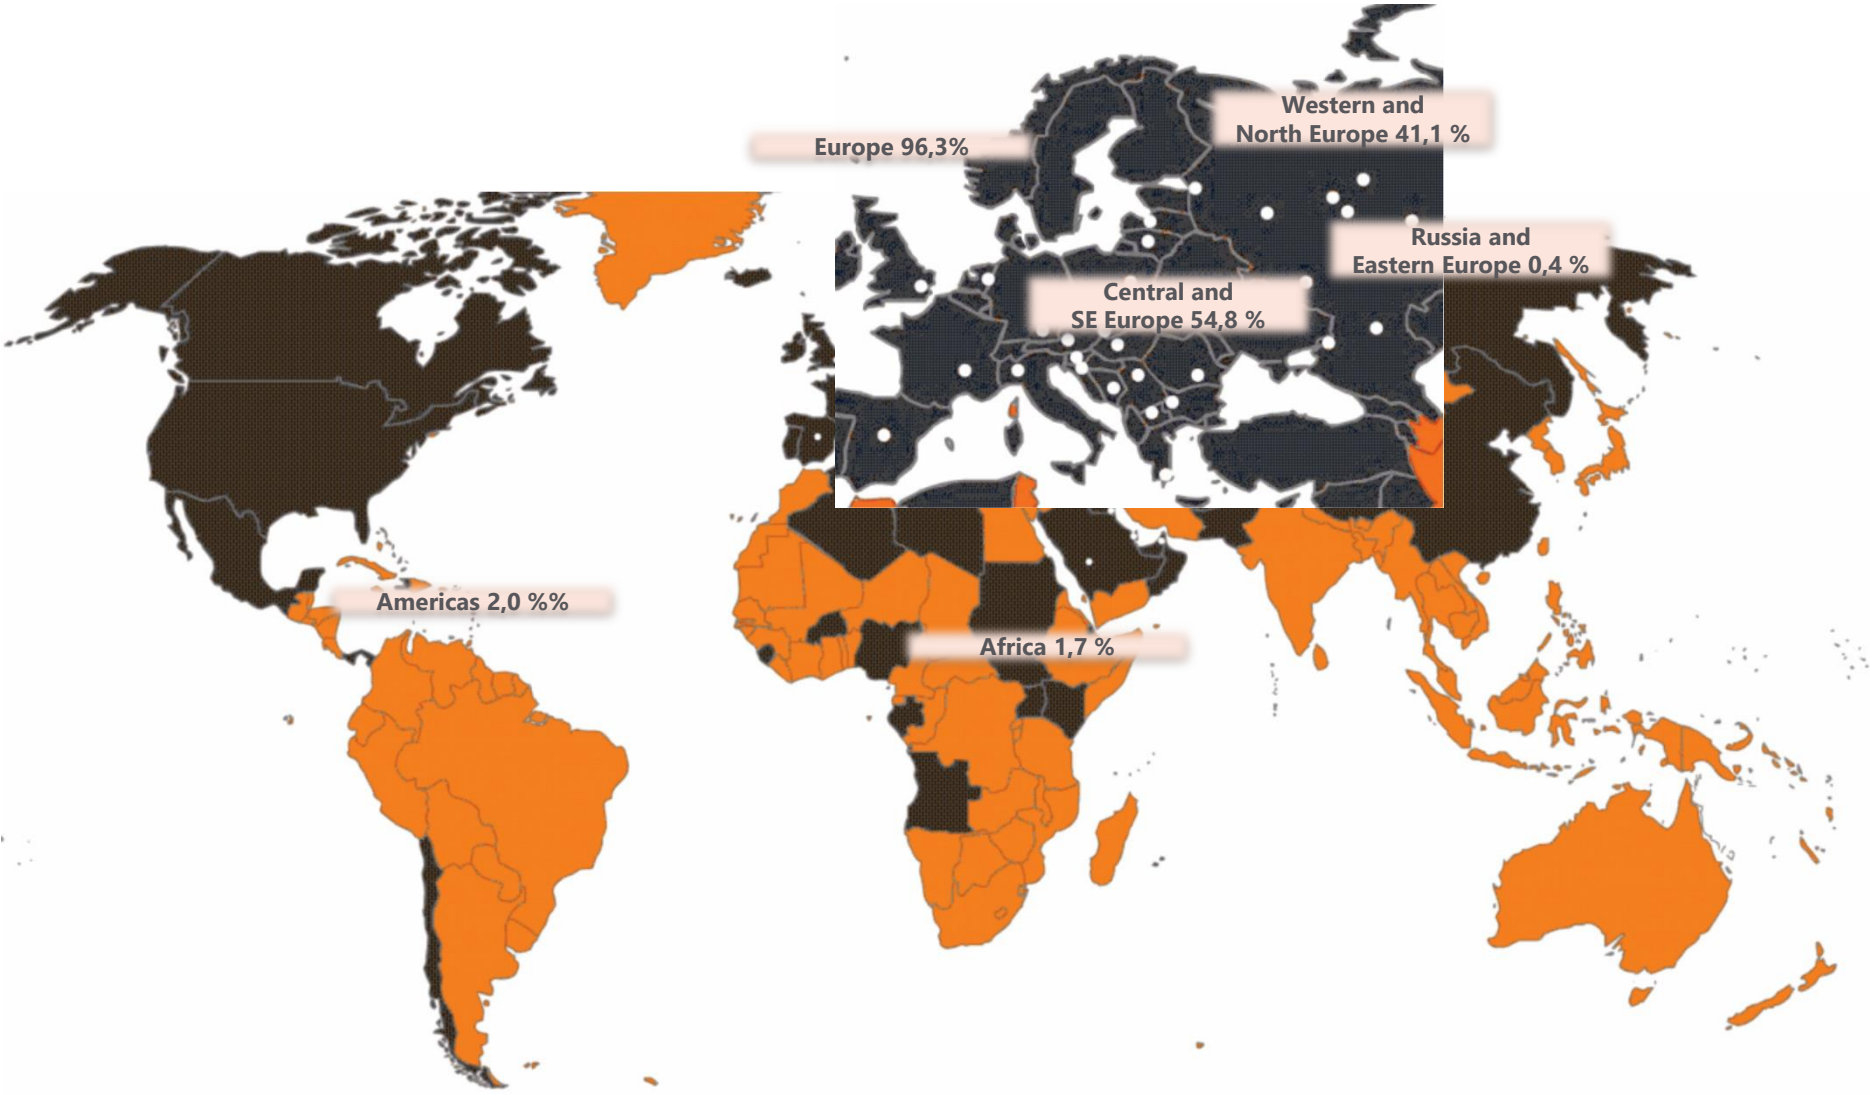 Western and
North Europe 41,1 %
Europe 96,3%
Russia and
Eastern Europe 0,4 %
Central and
SE Europe 54,8 %
Americas 2,0 %%
Africa 1,7 %